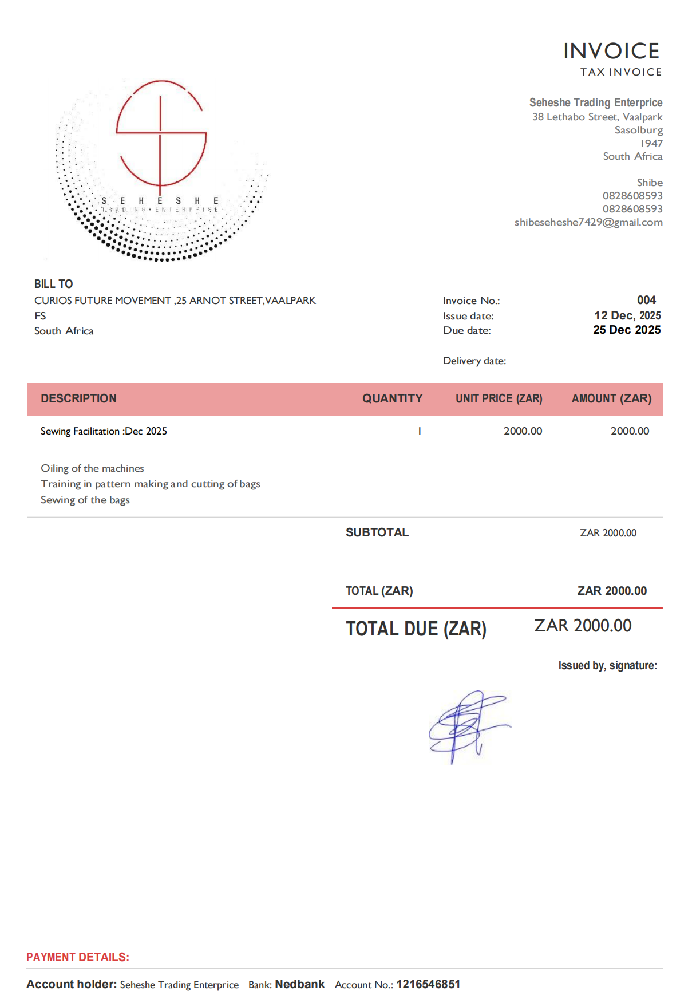 INVOICE
TAX INVOICE
Seheshe Trading Enterprice
38 Lethabo Street, Vaalpark
Sasolburg
1947
South Africa
Shibe
0828608593
0828608593
shibeseheshe7429@gmail.com
S E H E S H E
TRADING • ENTERPRISE
BILL TO
CURIOS FUTURE MOVEMENT ,25 ARNOT STREET,VAALPARK
FS
South Africa
Invoice No.: 004
Issue date: 12 Dec, 2025
Due date: 25 Dec 2025
Delivery date:
DESCRIPTION QUANTITY UNIT PRICE (ZAR) AMOUNT (ZAR)
Sewing Facilitation :Dec 2025 1 2000.00 2000.00
Oiling of the machines
Training in pattern making and cutting of bags
Sewing of the bags
SUBTOTAL ZAR 2000.00
TOTAL (ZAR) ZAR 2000.00
TOTAL DUE (ZAR) ZAR 2000.00
Issued by, signature:
PAYMENT DETAILS:
Account holder: Seheshe Trading Enterprice Bank: Nedbank Account No.: 1216546851